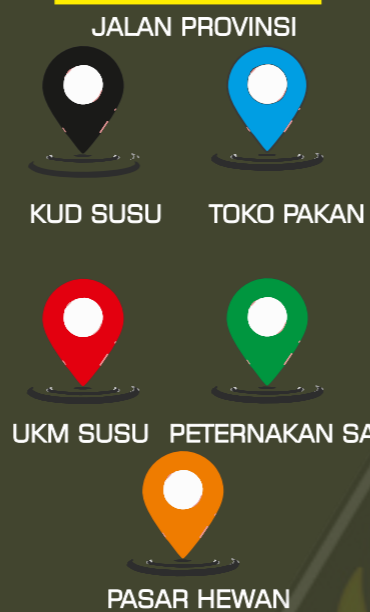 JALAN PROVINSI
KUD SUSU TOKO PAKAN
UKM SUSU PETERNAKAN
PASAR HEWAN